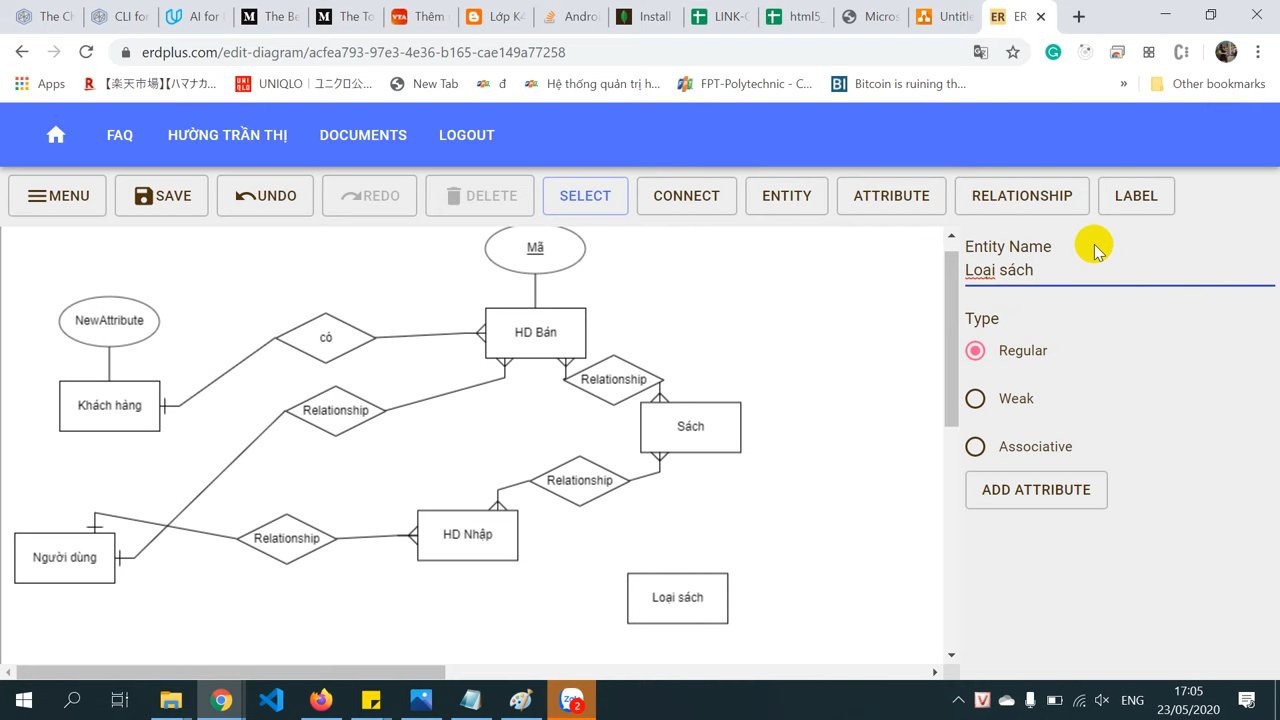 The Ch
CLI too
AI for
The B
The To
Thêm
Lớp K
Andro
Install
LINK-
html5_
Micros
Untitle
ER
erdplus.com/edit-diagram/acfea793-97e3-4e36-b165-cae149a77258
Apps
【楽天市場】【ハマナカ...
UNIQLO｜ユニクロ公...
New Tab
đ
Hệ thống quản trị h...
FPT-Polytechnic - C...
Bitcoin is ruining th...
»
Other bookmarks
FAQ
HƯỜNG TRẦN THỊ
DOCUMENTS
LOGOUT
MENU
SAVE
UNDO
REDO
DELETE
SELECT
CONNECT
ENTITY
ATTRIBUTE
RELATIONSHIP
LABEL
Mã
Entity Name
Loại sách
NewAttribute
có
HD Bán
Type
Regular
Relationship
Weak
Khách hàng
Relationship
Sách
Associative
Relationship
ADD ATTRIBUTE
Người dùng
Relationship
HD Nhập
Loại sách
2
ENG
17:05
23/05/2020